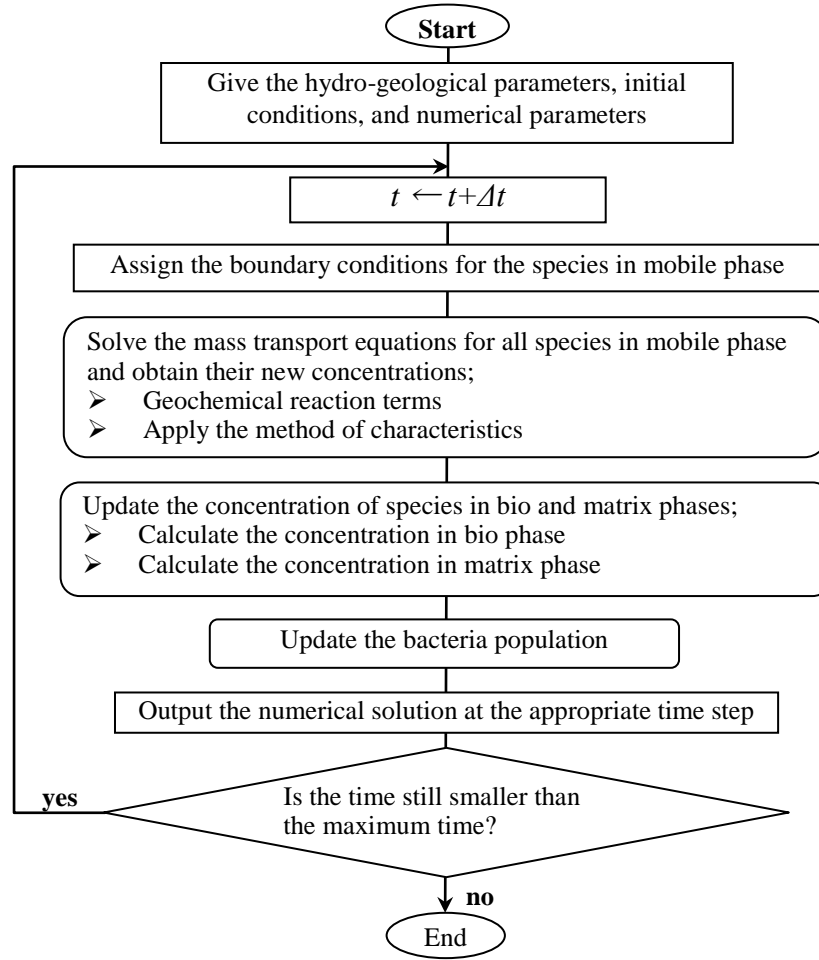 Start
Give the hydro-geological parameters, initial
conditions, and numerical parameters
t ← t+Δt
Assign the boundary conditions for the species in mobile phase
Solve the mass transport equations for all species in mobile phase
and obtain their new concentrations;
➢ Geochemical reaction terms
➢ Apply the method of characteristics
Update the concentration of species in bio and matrix phases;
➢ Calculate the concentration in bio phase
➢ Calculate the concentration in matrix phase
Update the bacteria population
Output the numerical solution at the appropriate time step
yes
Is the time still smaller than
the maximum time?
no
End